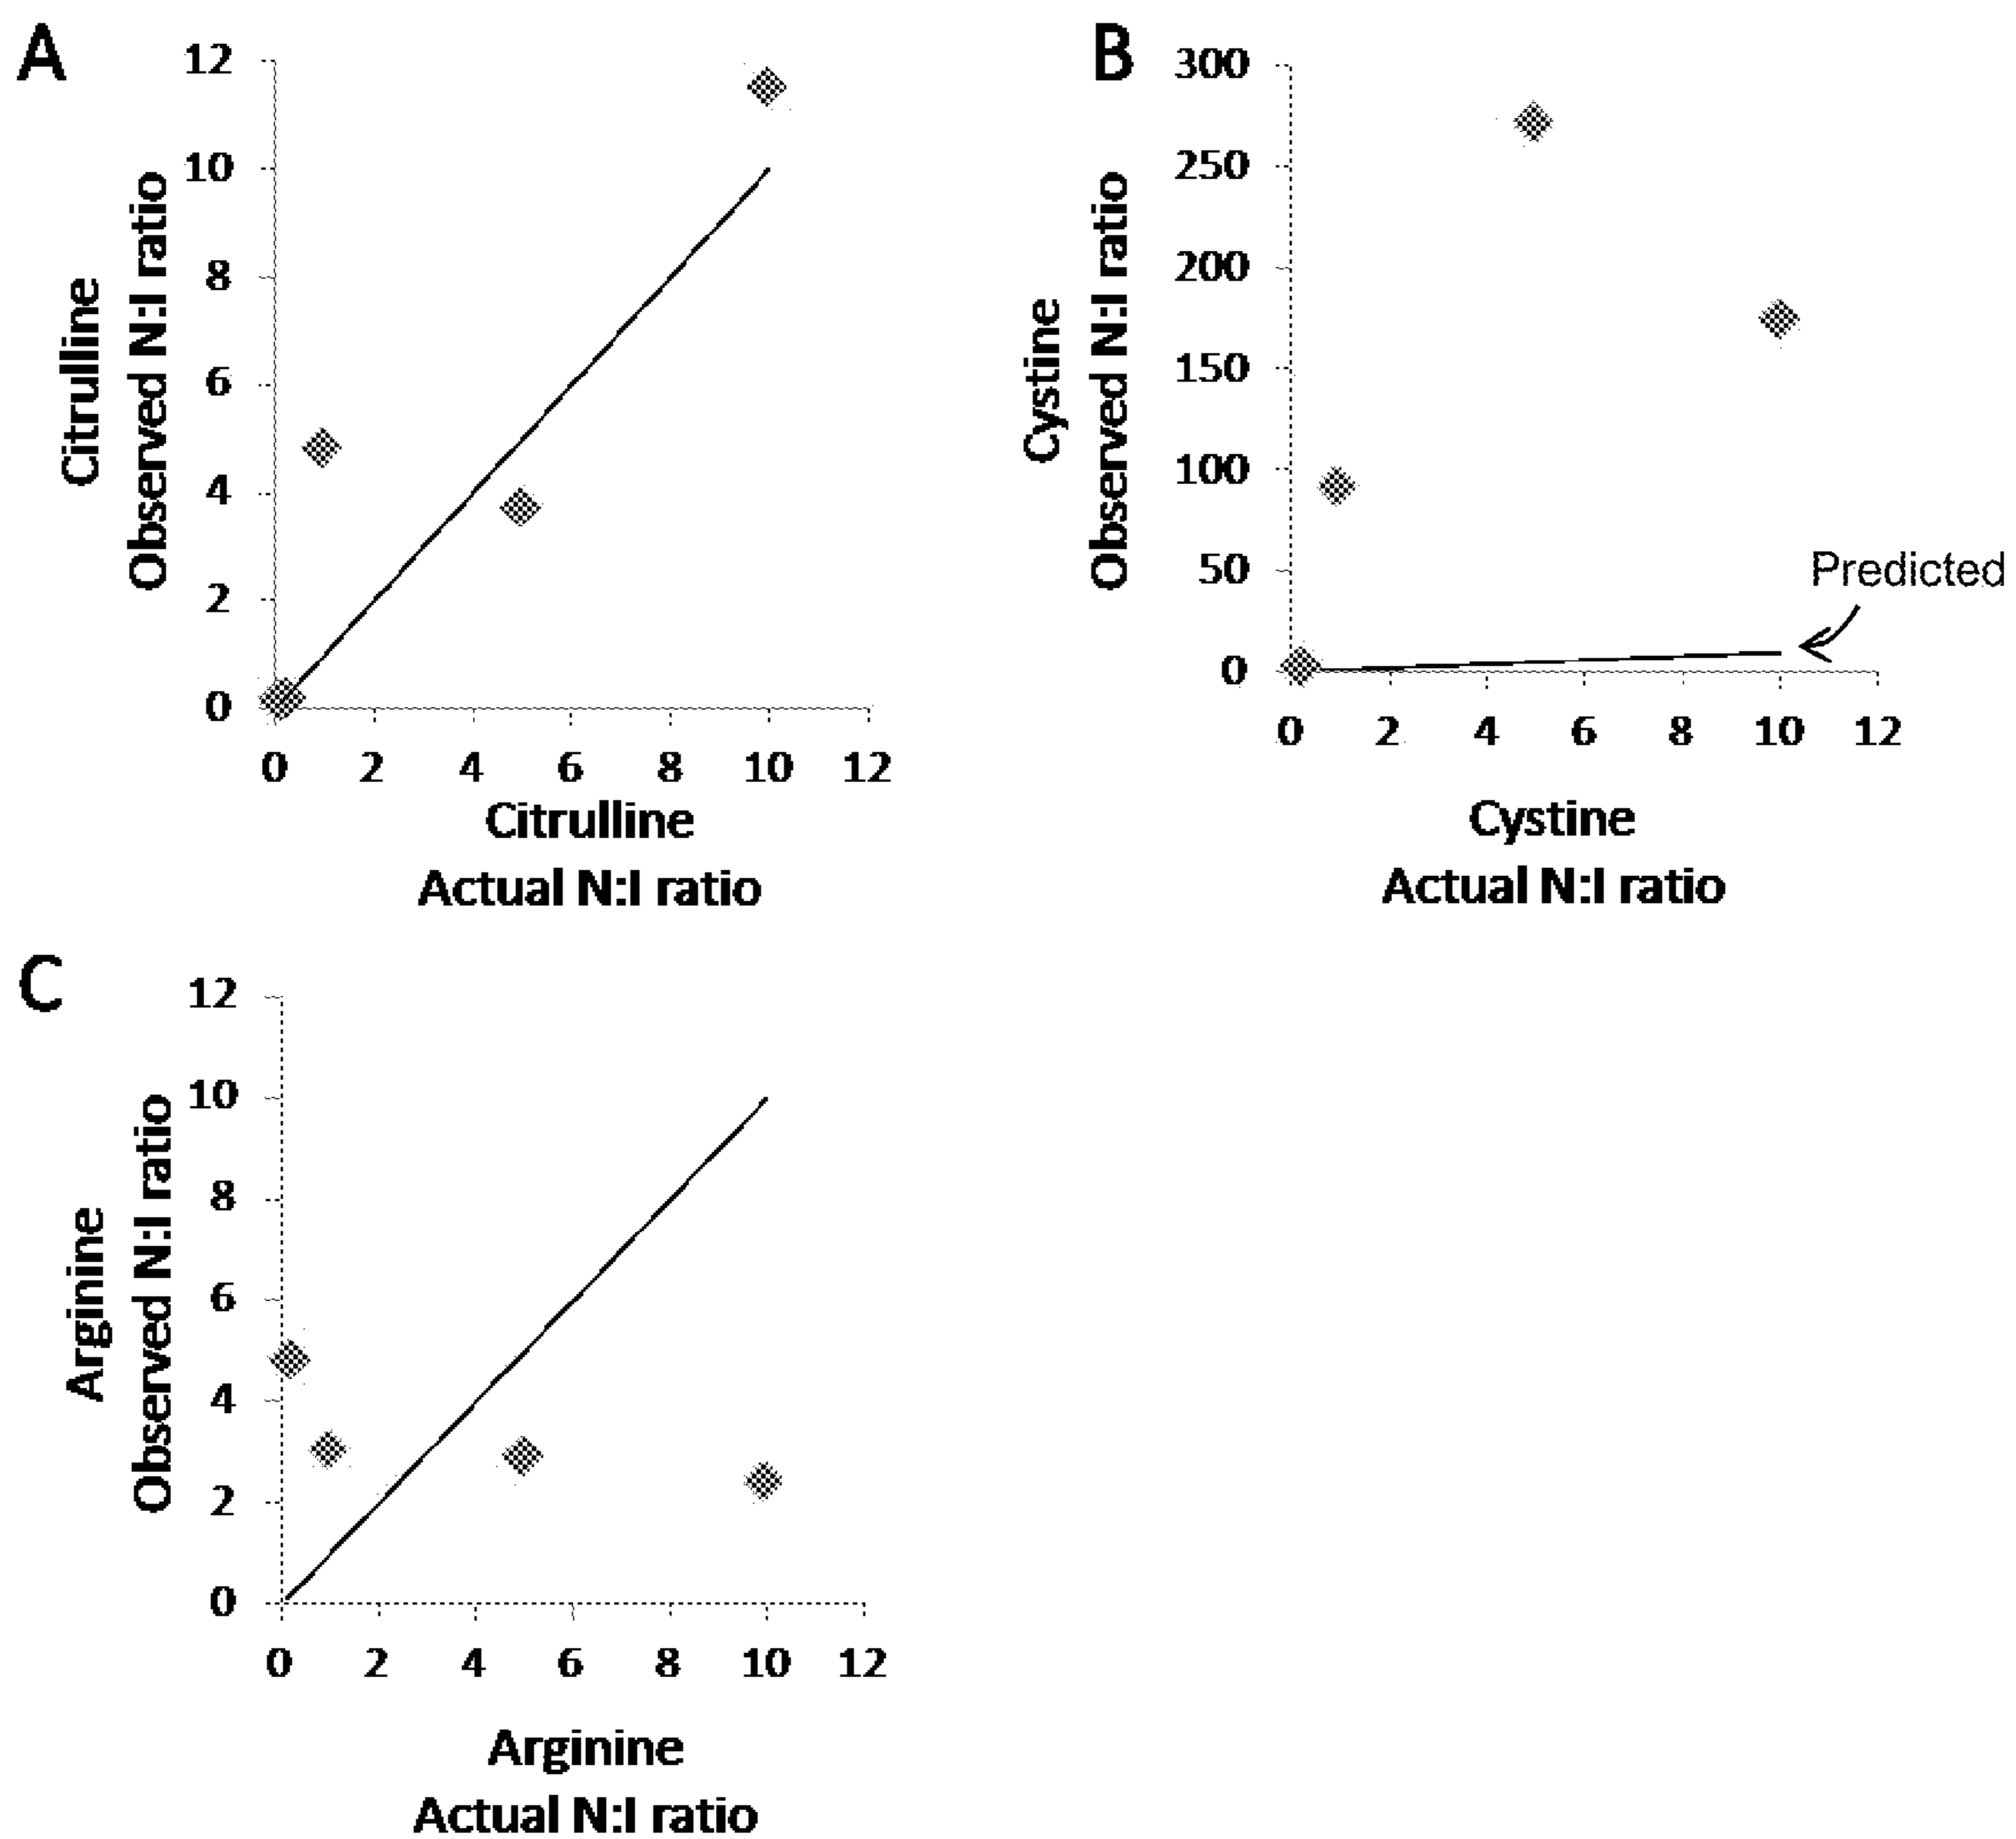 A
12
10
8
6
4
2
0
Citrulline
Observed N:I ratio
0 2 4 6 8 10 12
Citrulline
Actual N:I ratio
B
300
250
200
150
100
50
0
Cystine
Observed N:I ratio
Predicted
0 2 4 6 8 10 12
Cystine
Actual N:I ratio
C
12
10
8
6
4
2
0
Arginine
Observed N:I ratio
0 2 4 6 8 10 12
Arginine
Actual N:I ratio